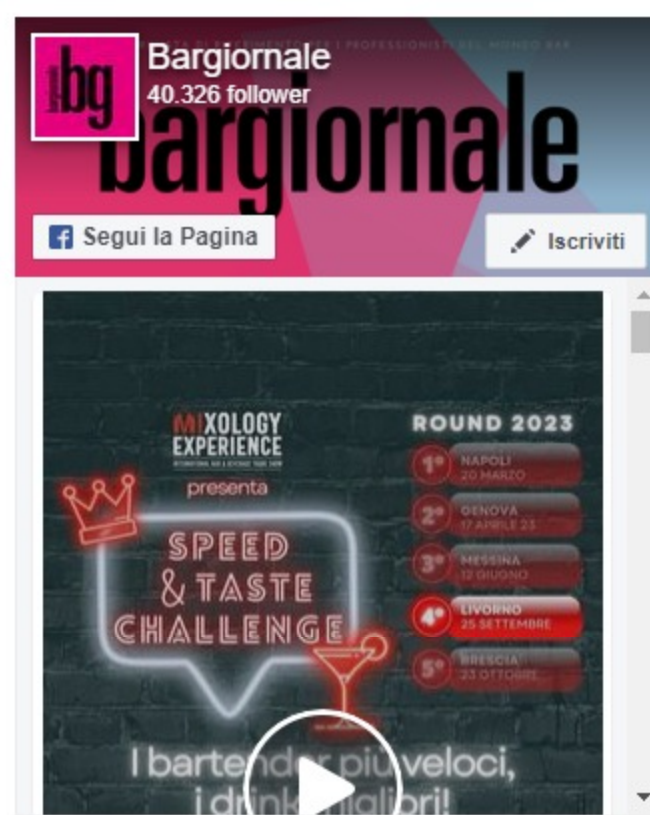 bg
Bargiornale
40.326 follower
bargiornale
Segui la Pagina
Iscriviti
MIXOLOGY
EXPERIENCE
presenta
SPEED
& TASTE
CHALLENGE
ROUND 2023
1° NAPOLI
20 MARZO
2° GENOVA
17 APRILE 23
3° MESSINA
12 GIUGNO
4° LIVORNO
25 SETTEMBRE
5° BRESCIA
23 OTTOBRE
I bartender più veloci,
i drink migliori!